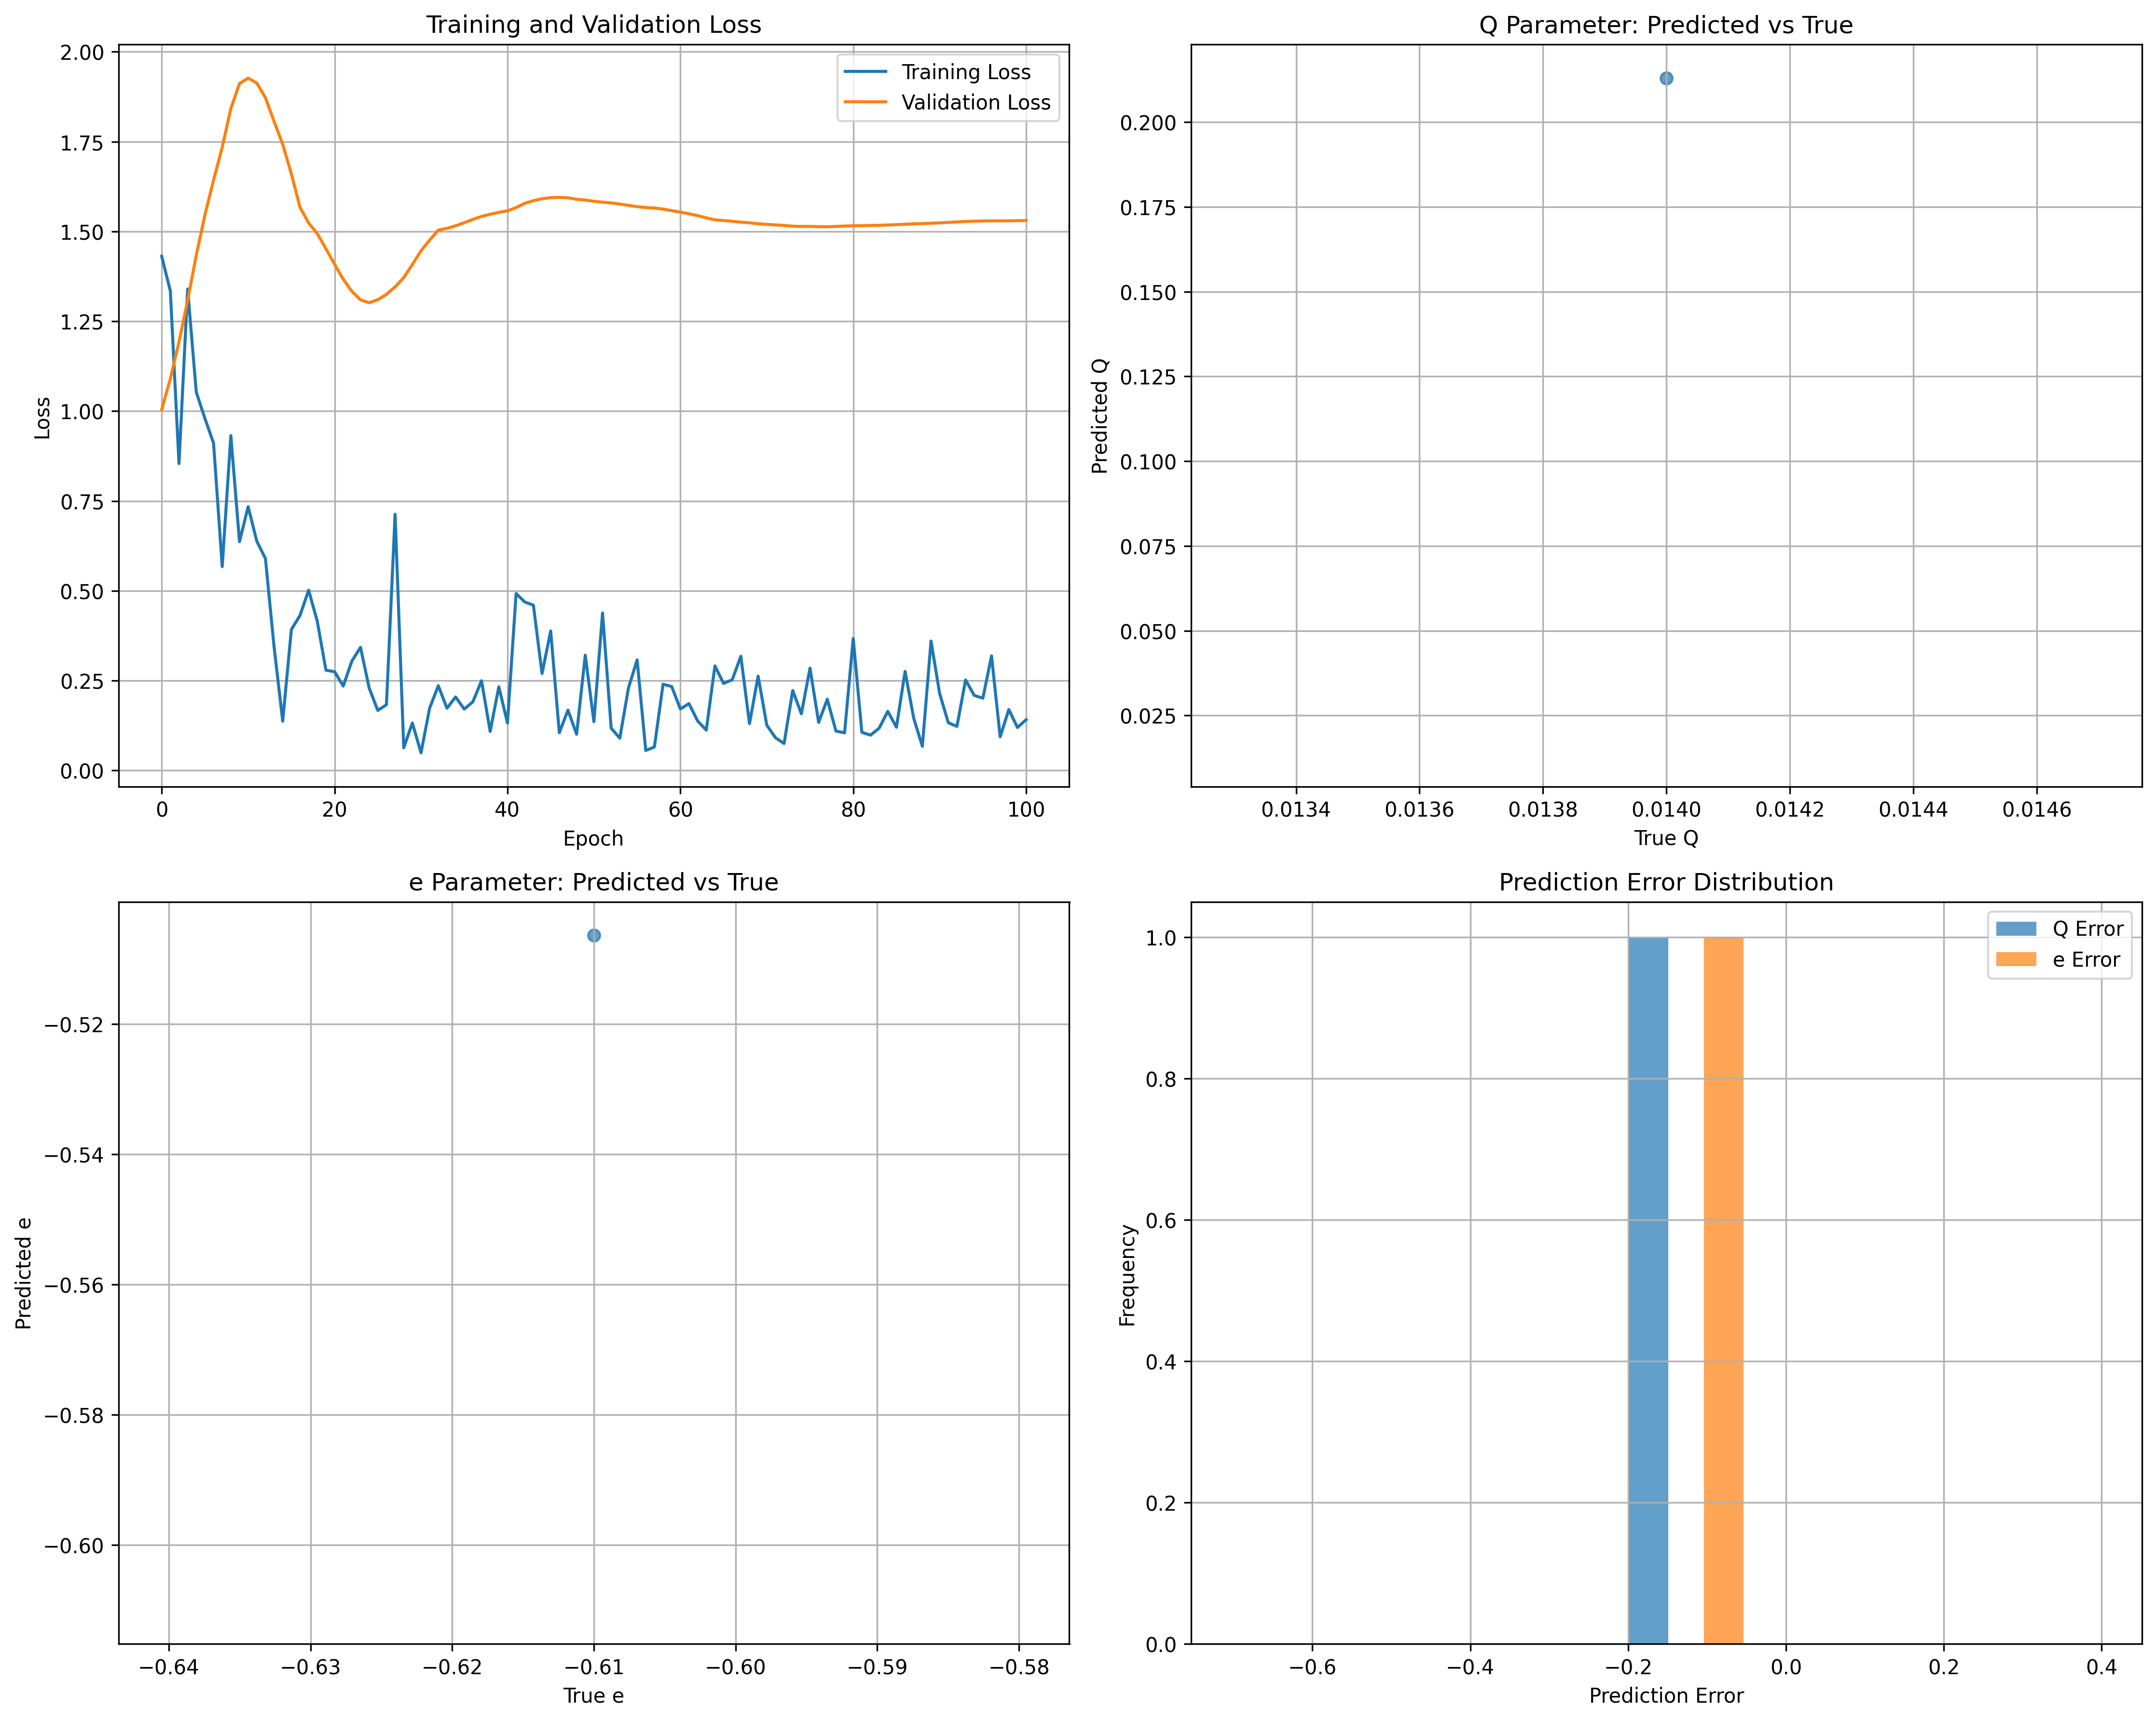 Training and Validation Loss
2.00
1.75
1.50
1.25
1.00
0.75
0.50
0.25
0.00
Loss
Training Loss
Validation Loss
0 20 40 60 80 100
Epoch
Q Parameter: Predicted vs True
0.200
0.175
0.150
0.125
0.100
0.075
0.050
0.025
Predicted Q
0.0134 0.0136 0.0138 0.0140 0.0142 0.0144 0.0146
True Q
e Parameter: Predicted vs True
−0.52
−0.54
−0.56
−0.58
−0.60
Predicted e
−0.64 −0.63 −0.62 −0.61 −0.60 −0.59 −0.58
True e
Prediction Error Distribution
1.0
0.8
0.6
0.4
0.2
0.0
Frequency
Q Error
e Error
−0.6 −0.4 −0.2 0.0 0.2 0.4
Prediction Error